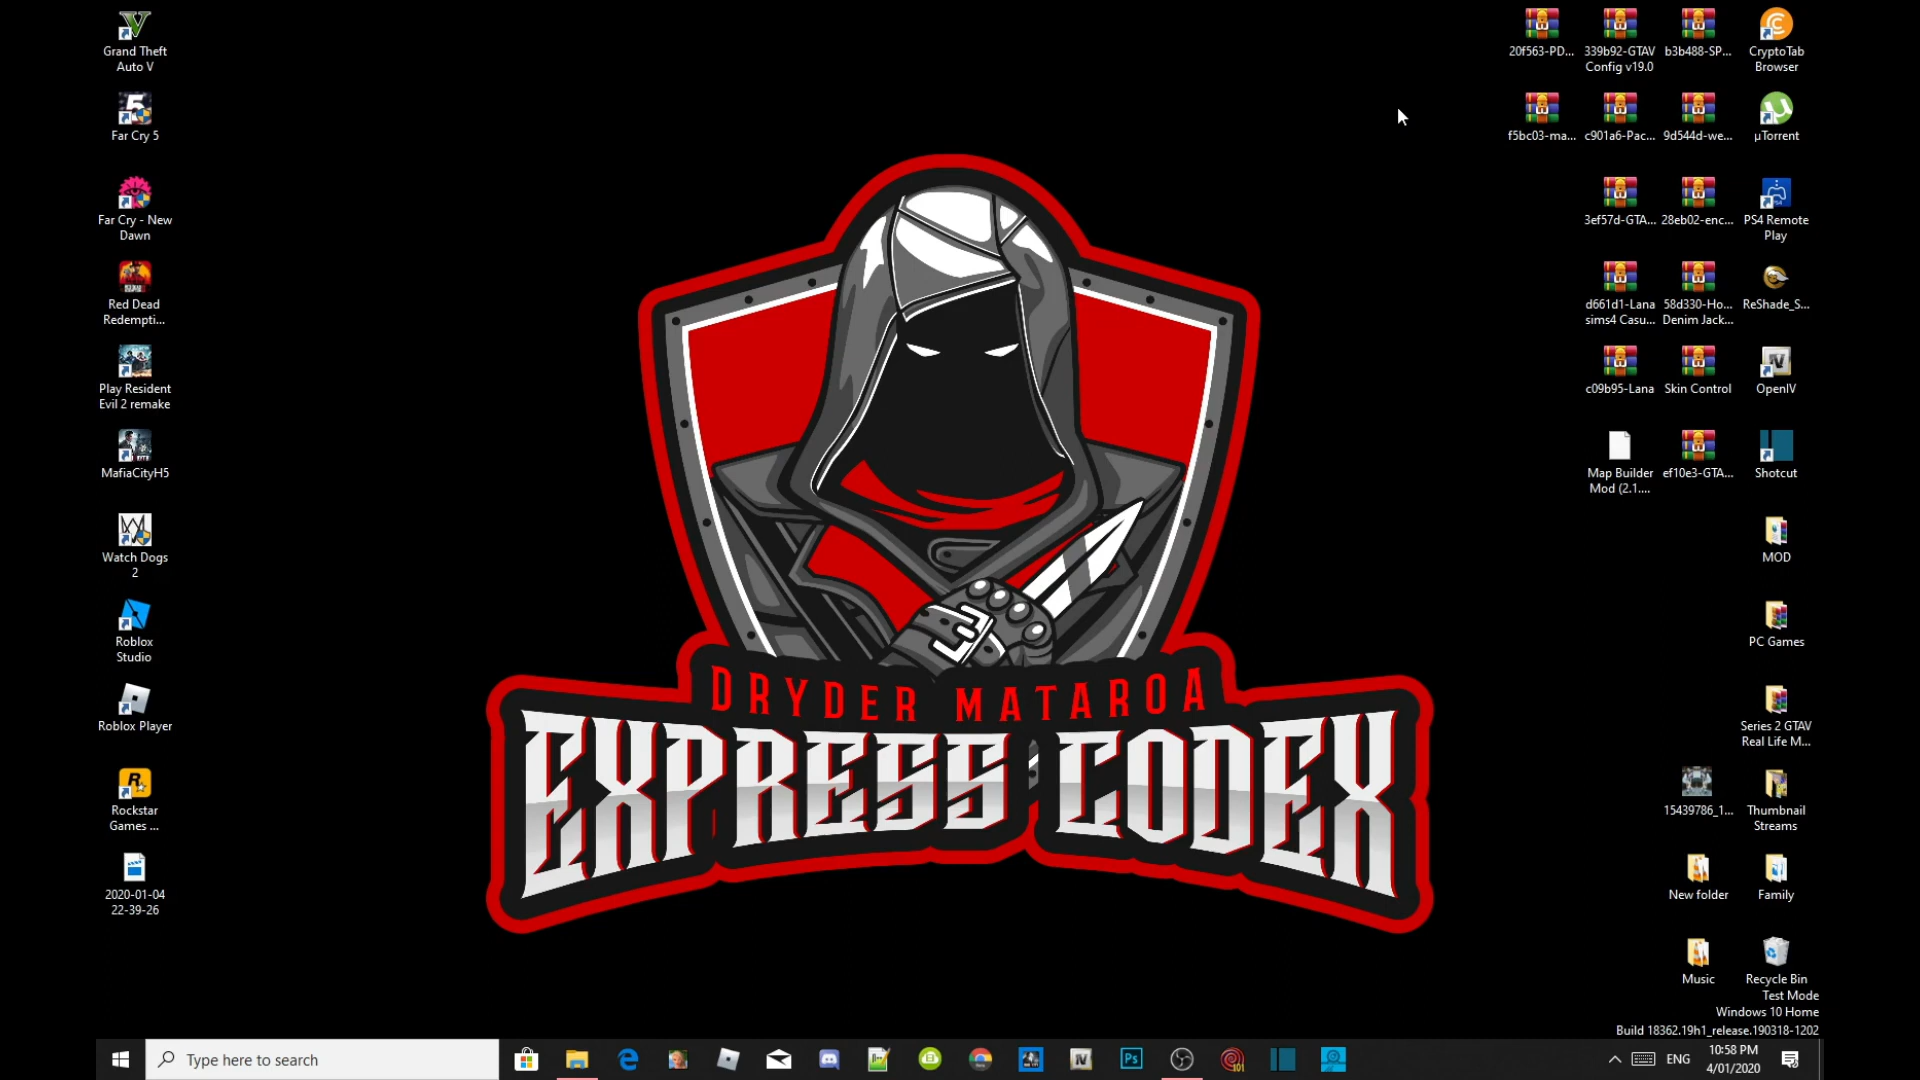 Grand Theft
Auto V
Far Cry 5
Far Cry - New
Dawn
Red Dead
Redempti...
Play Resident
Evil 2 remake
MafiaCityH5
Watch Dogs
2
Roblox
Studio
Roblox Player
Rockstar
Games ...
2020-01-04
22-39-26
DRYDER MATAROA
EXPRESS CODEX
20f563-PD...
339b92-GTAV
Config v19.0
b3b488-SP...
CryptoTab
Browser
f5bc03-ma...
c901a6-Pac...
9d544d-we...
µTorrent
3ef57d-GTA...
28eb02-enc...
PS4 Remote
Play
d661d1-Lana
sims4 Casu...
58d330-Ho...
Denim Jack...
ReShade_S...
c09b95-Lana
Skin Control
OpenIV
Map Builder
Mod (2.1....
ef10e3-GTA...
Shotcut
MOD
PC Games
Series 2 GTAV
Real Life M...
15439786_1...
Thumbnail
Streams
New folder
Family
Music
Recycle Bin
Test Mode
Windows 10 Home
Build 18362.19h1_release.190318-1202
Type here to search
Ps
ENG
10:58 PM
4/01/2020